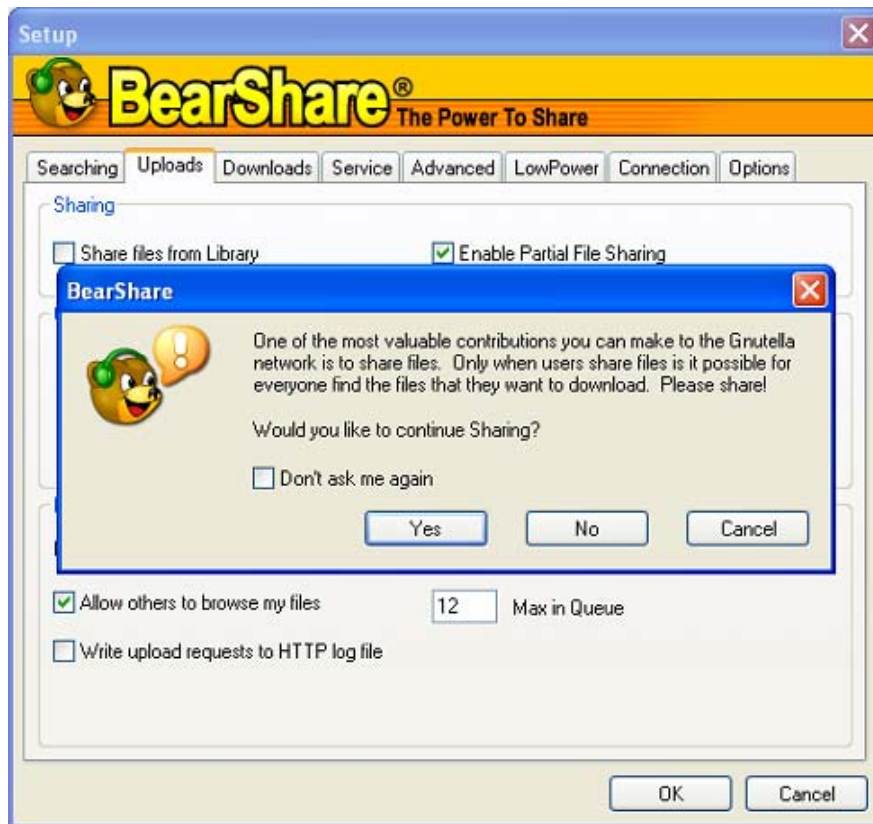 Setup
BearShare®
The Power To Share
Searching Uploads Downloads Service Advanced LowPower Connection Options
Sharing
Share files from Library Enable Partial File Sharing
BearShare
One of the most valuable contributions you can make to the Gnutella
network is to share files. Only when users share files is it possible for
everyone find the files that they want to download. Please share!
Would you like to continue Sharing?
Don't ask me again
Yes No Cancel
Allow others to browse my files 12 Max in Queue
Write upload requests to HTTP log file
OK Cancel